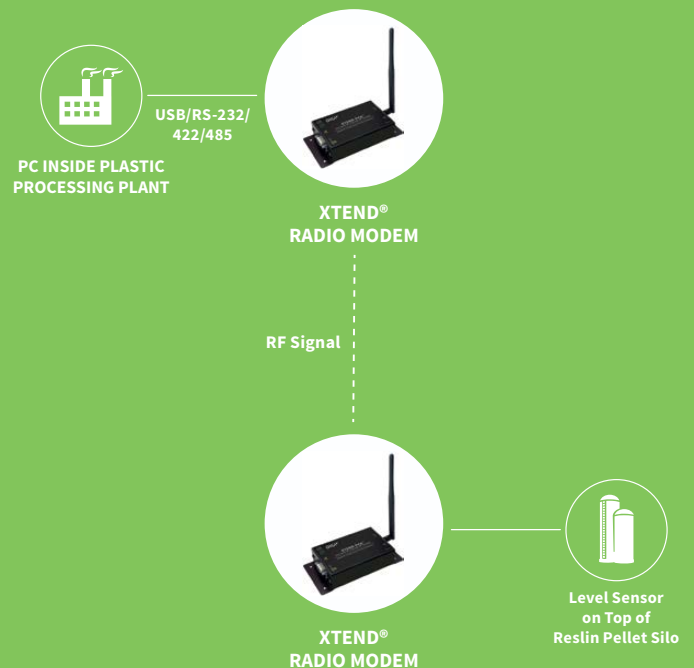 USB/RS-232/
422/485
PC INSIDE PLASTIC
PROCESSING PLANT
XTEND®
RADIO MODEM
RF Signal
XTEND®
RADIO MODEM
Level Sensor
on Top of
Reslin Pellet Silo